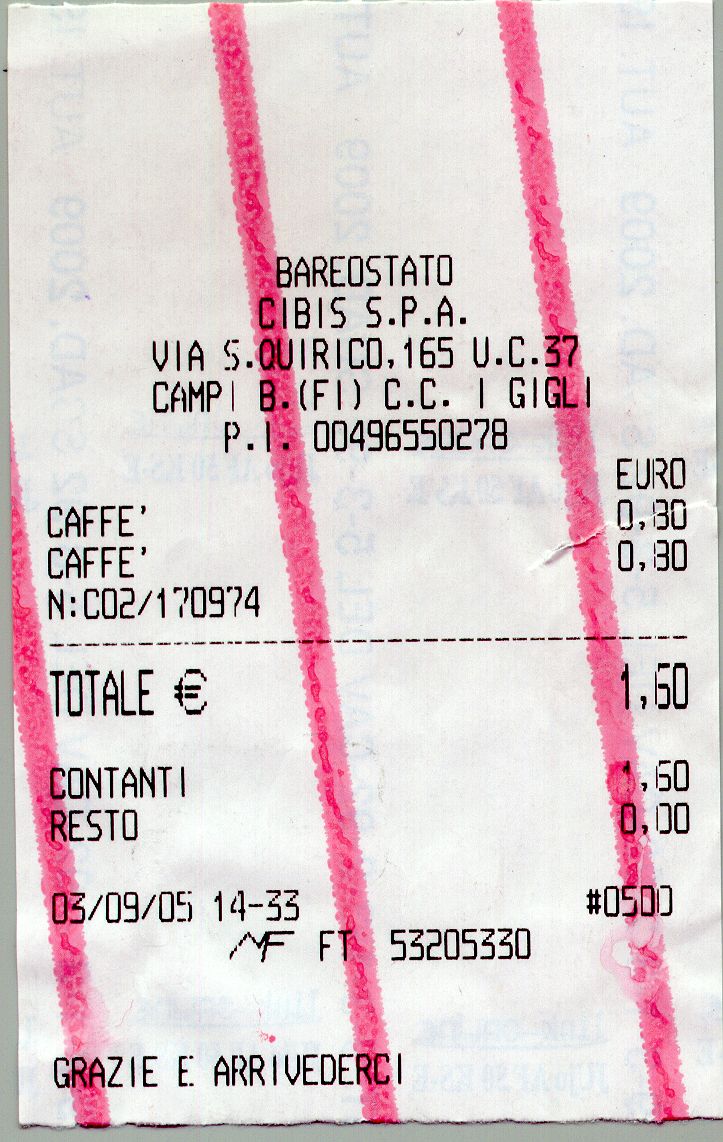 BAREOSTATO
CIBIS S.P.A.
VIA S.QUIRICO,165 U.C.37
CAMPI B.(FI) C.C. I GIGLI
P.I. 00496550278
EURO
CAFFE' 0,80
CAFFE' 0,80
N:C02/170974
TOTALE € 1,60
CONTANTI 1,60
RESTO 0,00
03/09/05 14-33 #0500
MF FT 53205330
GRAZIE E ARRIVEDERCI